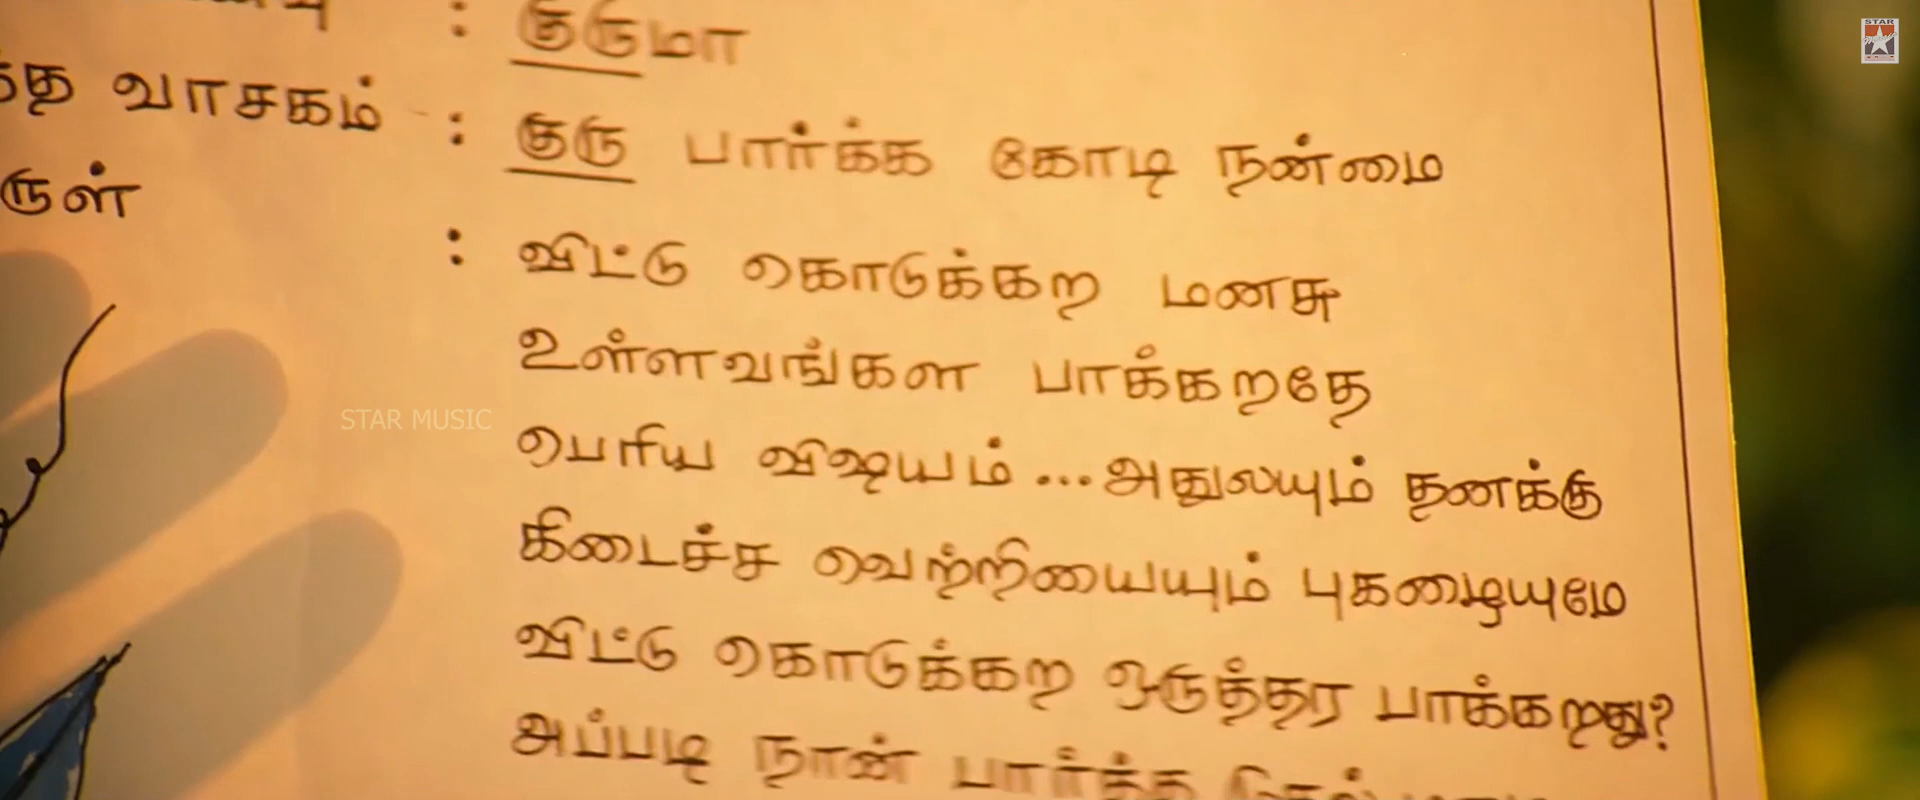 : குருமா
வாசகம் : குரு பார்க்க கோடி நன்மை
: விட்டு கொடுக்கற மனசு
உள்ளவங்கள பாக்கறதே
STAR MUSIC
பெரிய விஷயம்...அதுலயும் தனக்கு
கிடைச்ச வெற்றியையும் புகழையுமே
விட்டு கொடுக்கற ஒருத்தர பாக்கறது?
அப்படி நான் பார்த்த
STAR